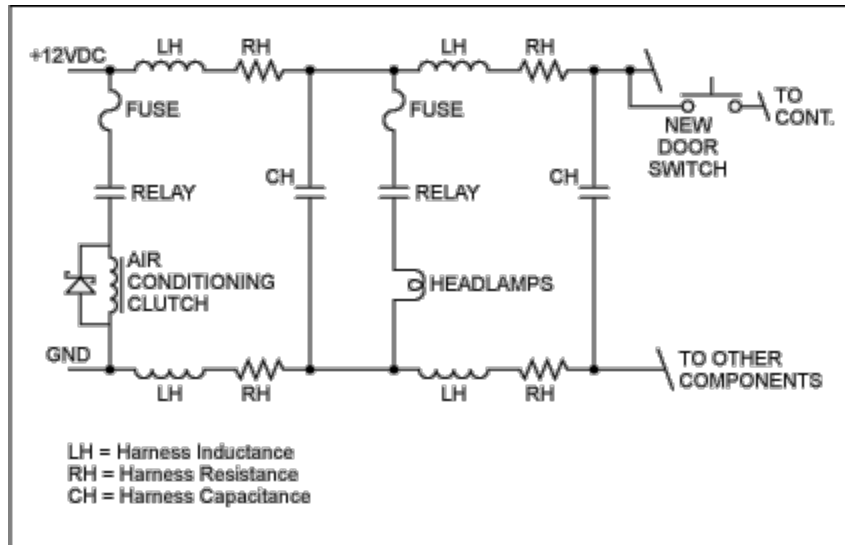 LH
RH
LH
RH
+12VDC
FUSE
FUSE
TO
CONT.
NEW
DOOR
SWITCH
RELAY
CH
RELAY
CH
AIR
CONDITIONING
CLUTCH
HEADLAMPS
GND
LH
RH
LH
RH
TO OTHER
COMPONENTS
LH = Harness Inductance
RH = Harness Resistance
CH = Harness Capacitance